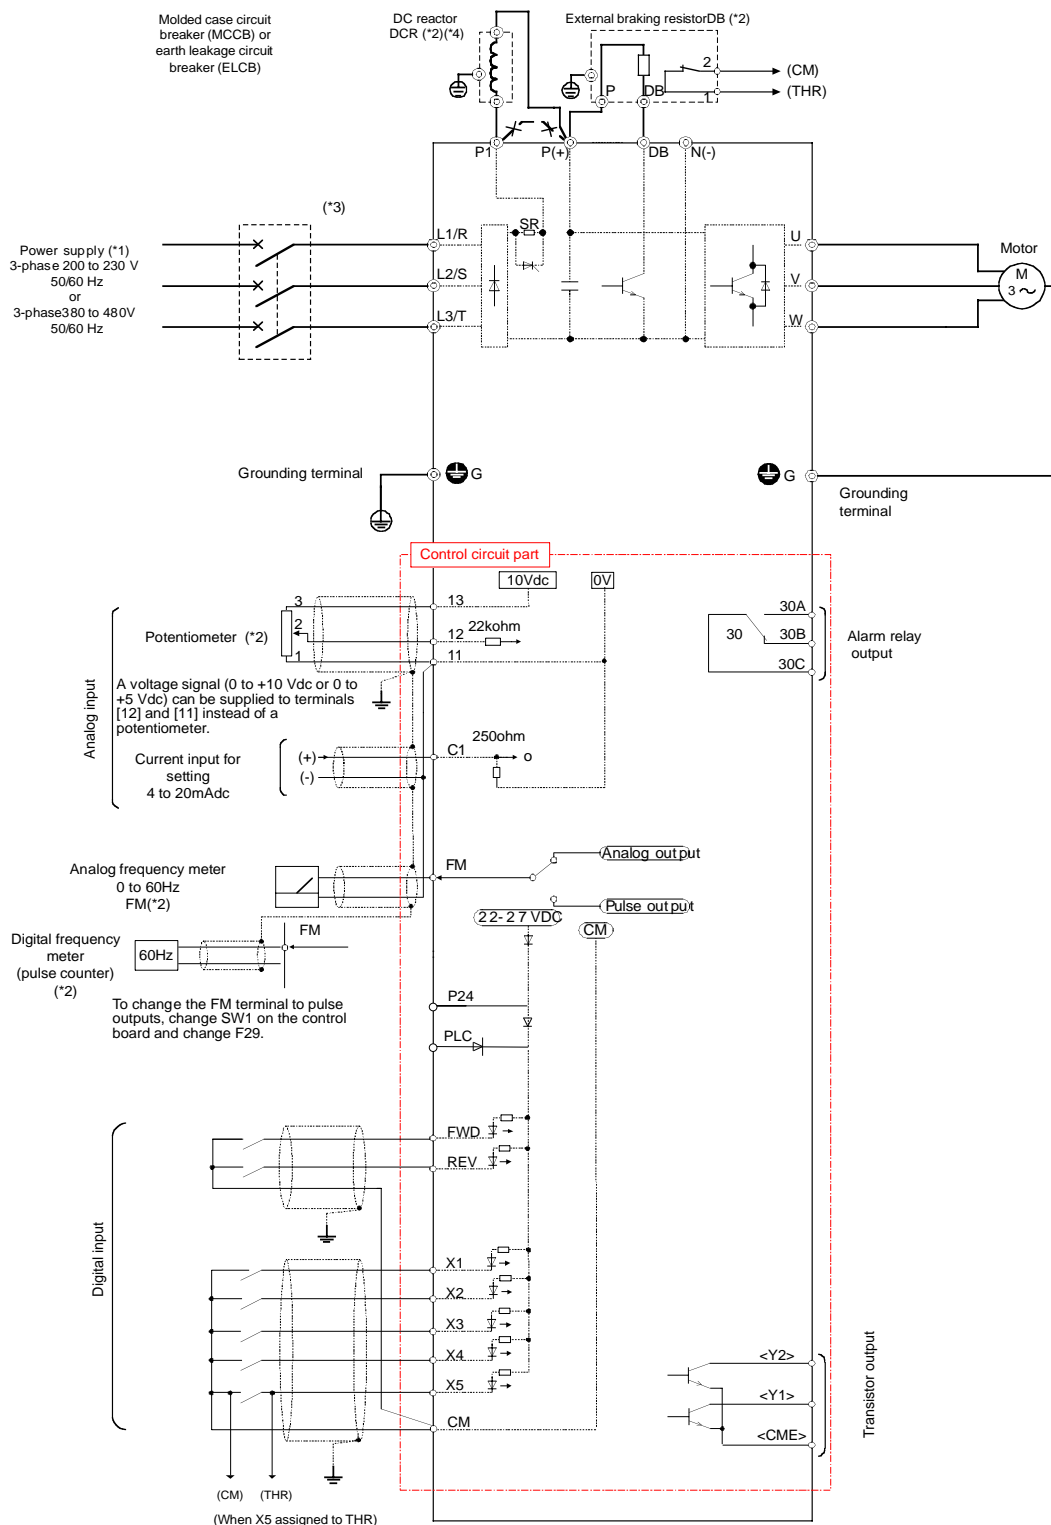 Molded case circuit
breaker (MCCB) or
earth leakage circuit
breaker (ELCB)
DC reactor
DCR (*2)(*4)
External braking resistorDB (*2)
2
(CM)
P
DB
1
(THR)
P1
P(+)
DB
N(-)
(*3)
SR
L1/R
L2/S
L3/T
Power supply (*1)
3-phase 200 to 230 V
50/60 Hz
or
3-phase380 to 480V
50/60 Hz
U
V
W
Motor
M
3
Grounding terminal
G
G
Grounding
terminal
Control circuit part
10Vdc
0V
3
13
Potentiometer (*2)
2
12
22kohm
1
11
30A
30
30B
30C
Alarm relay
output
Analog input
A voltage signal (0 to +10 Vdc or 0 to
+5 Vdc) can be supplied to terminals
[12] and [11] instead of a
potentiometer.
250ohm
C1
o
Current input for
setting
4 to 20mAdc
(+)
(-)
Analog output
Analog frequency meter
0 to 60Hz
FM(*2)
FM
Pulse output
22-27 VDC
CM
Digital frequency
meter
(pulse counter)
(*2)
60Hz
FM
To change the FM terminal to pulse
outputs, change SW1 on the control
board and change F29.
P24
PLC
Digital input
FWD
REV
X1
X2
X3
X4
X5
CM
<Y2>
<Y1>
<CME>
Transistor output
(CM)
(THR)
(When X5 assigned to THR)